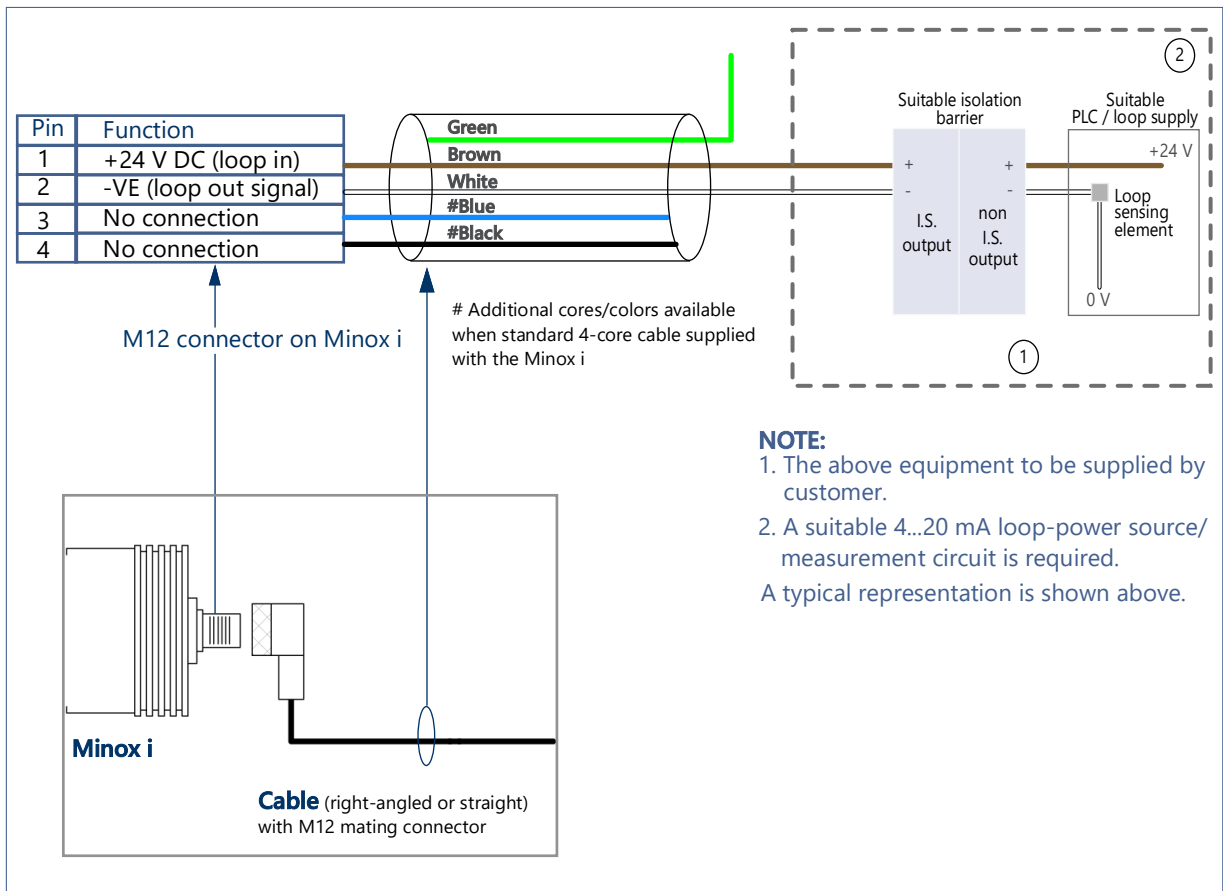 2
Suitable isolation
barrier
Suitable
PLC / loop supply
Pin Function
1 +24 V DC (loop in)
2 -VE (loop out signal)
3 No connection
4 No connection
Green
Brown
White
#Blue
#Black
+ +
- -
I.S.
output
non
I.S.
output
+24 V
Loop
sensing
element
0 V
1
M12 connector on Minox i
# Additional cores/colors available
when standard 4-core cable supplied
with the Minox i
NOTE:
1. The above equipment to be supplied by
customer.
2. A suitable 4...20 mA loop-power source/
measurement circuit is required.
A typical representation is shown above.
Minox i
Cable (right-angled or straight)
with M12 mating connector